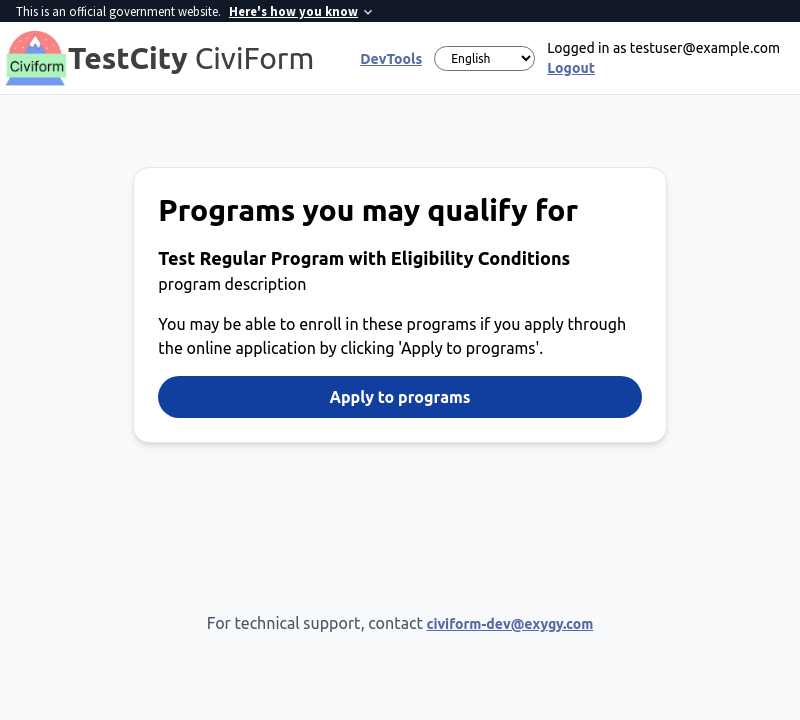 This is an official government website. Here's how you know
Civiform
TestCity CiviForm
DevTools
English
Logged in as testuser@example.com
Logout
Programs you may qualify for
Test Regular Program with Eligibility Conditions
program description
You may be able to enroll in these programs if you apply through
the online application by clicking 'Apply to programs'.
Apply to programs
For technical support, contact civiform-dev@exygy.com